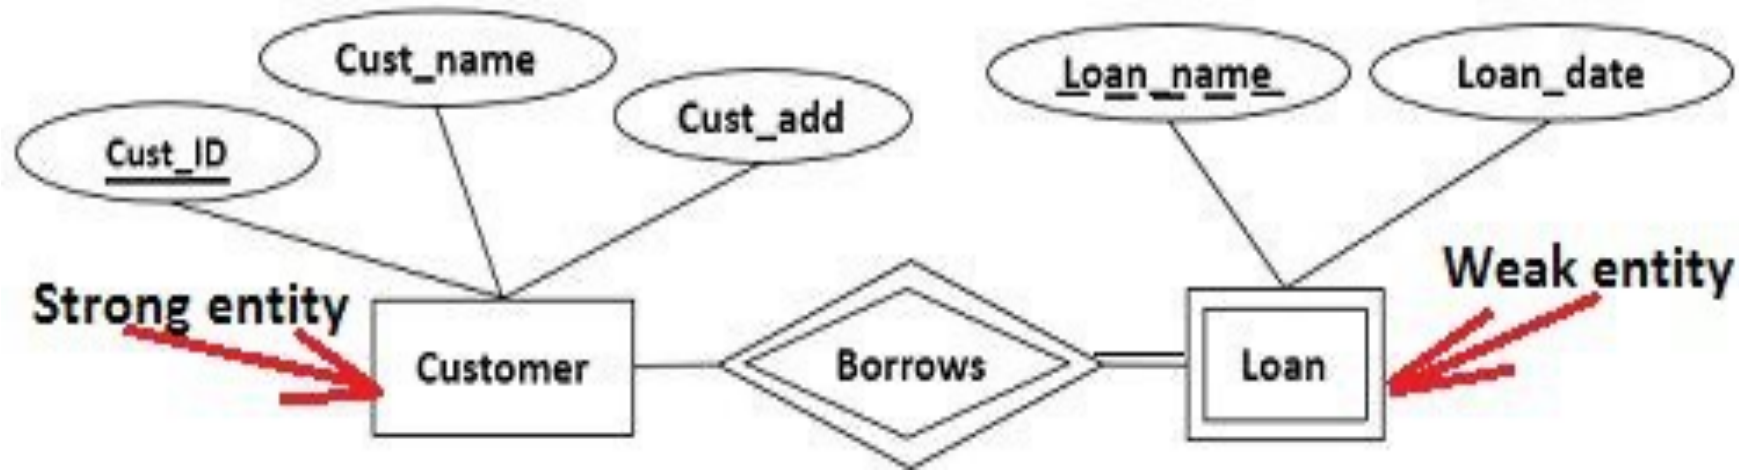 Cust_name
Loan_name
Loan_date
Cust_add
Cust_ID
Strong entity
Weak entity
Customer
Borrows
Loan